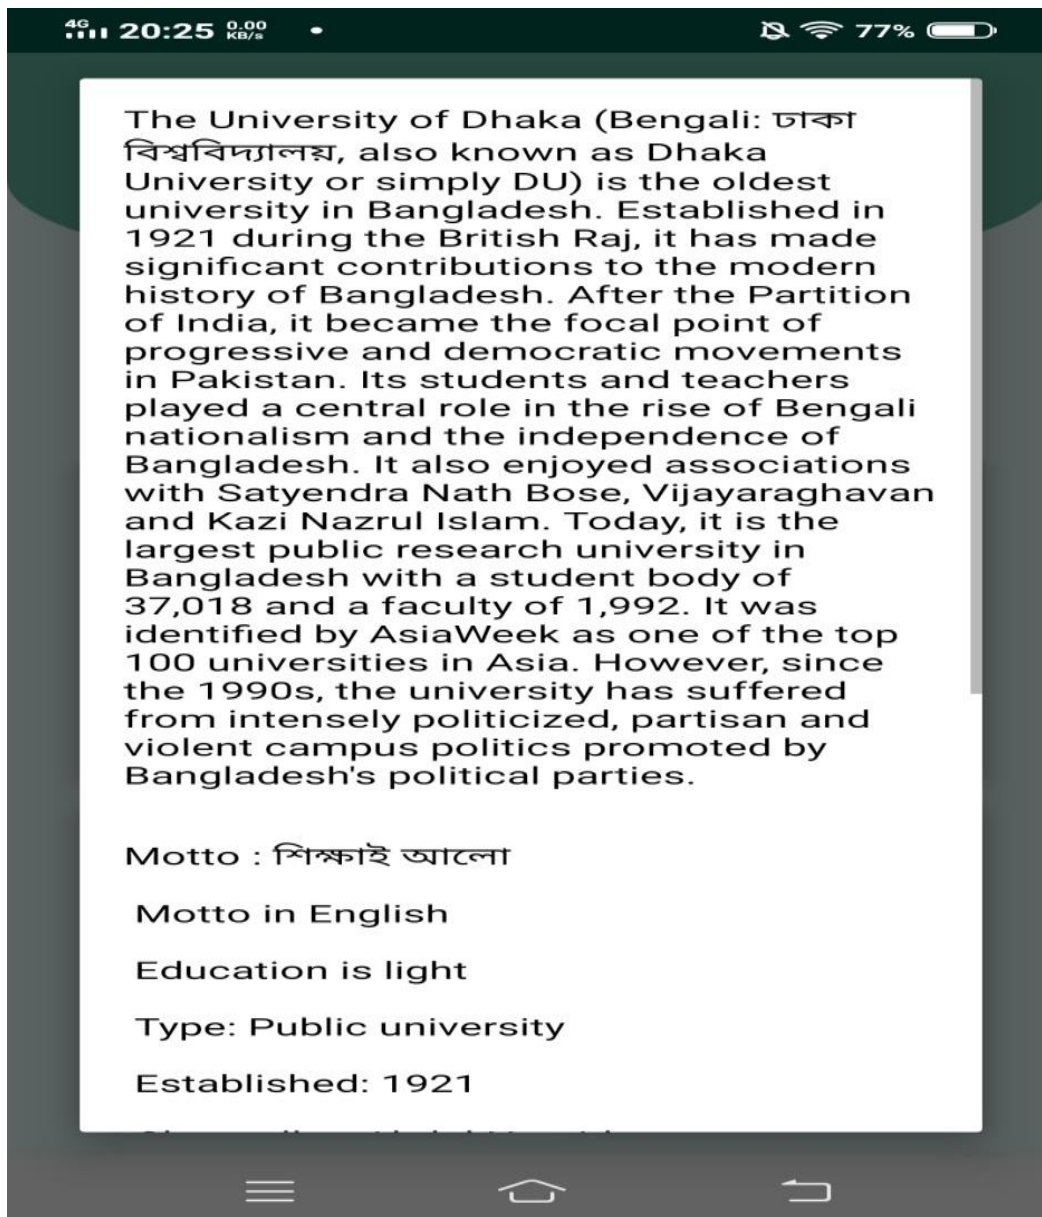 4G 20:25 0.00 KB/s 77%
The University of Dhaka (Bengali: ঢাকা
বিশ্ববিদ্যালয়, also known as Dhaka
University or simply DU) is the oldest
university in Bangladesh. Established in
1921 during the British Raj, it has made
significant contributions to the modern
history of Bangladesh. After the Partition
of India, it became the focal point of
progressive and democratic movements
in Pakistan. Its students and teachers
played a central role in the rise of Bengali
nationalism and the independence of
Bangladesh. It also enjoyed associations
with Satyendra Nath Bose, Vijayaraghavan
and Kazi Nazrul Islam. Today, it is the
largest public research university in
Bangladesh with a student body of
37,018 and a faculty of 1,992. It was
identified by AsiaWeek as one of the top
100 universities in Asia. However, since
the 1990s, the university has suffered
from intensely politicized, partisan and
violent campus politics promoted by
Bangladesh's political parties.
Motto : শিক্ষাই আলো
Motto in English
Education is light
Type: Public university
Established: 1921